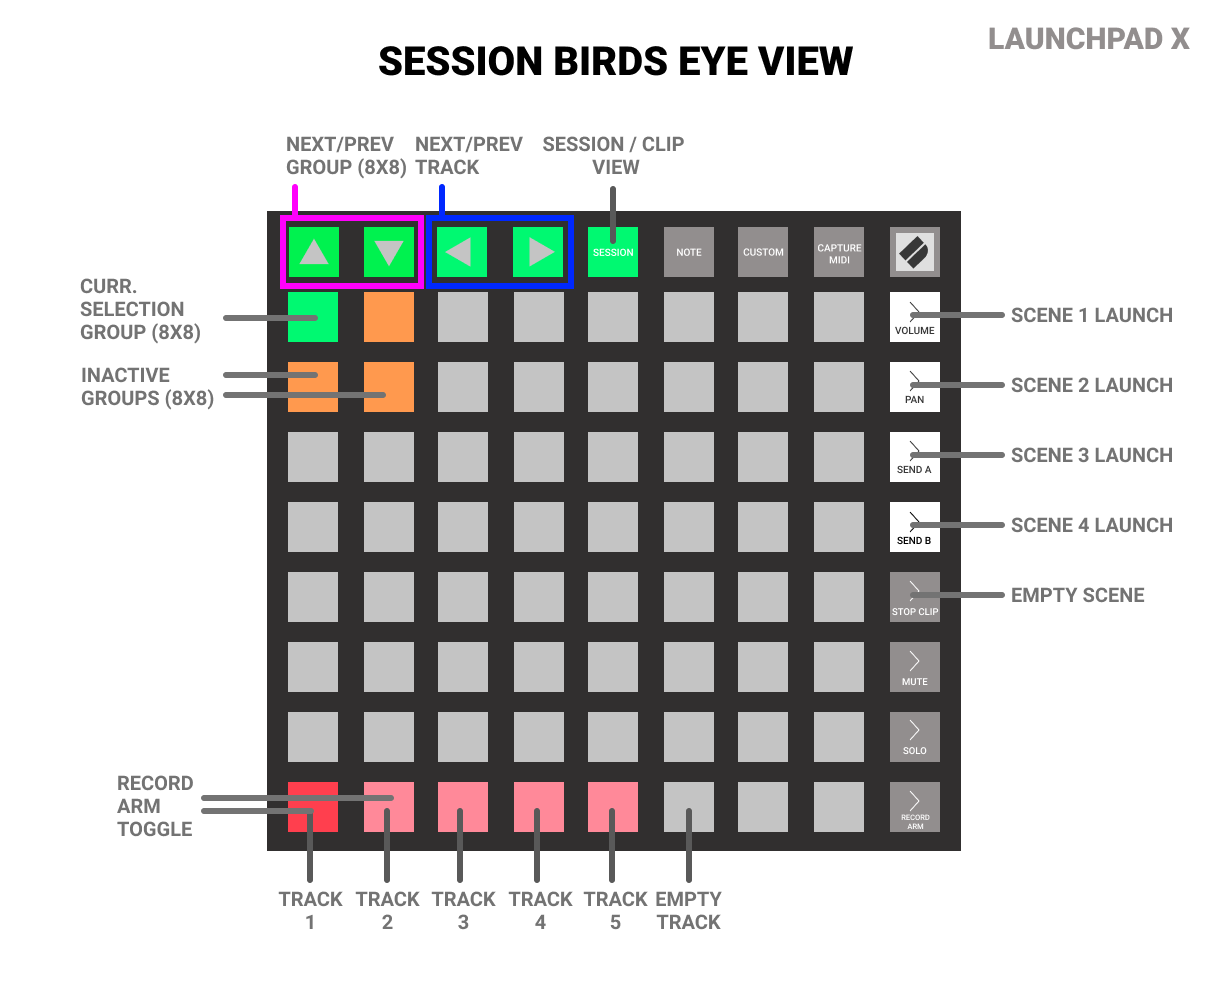 LAUNCHPAD X
SESSION BIRDS EYE VIEW
NEXT/PREV
GROUP (8X8)
NEXT/PREV
TRACK
SESSION / CLIP
VIEW
SESSION
NOTE
CUSTOM
CAPTURE
MIDI
CURR.
SELECTION
GROUP (8X8)
VOLUME
SCENE 1 LAUNCH
INACTIVE
GROUPS (8X8)
PAN
SCENE 2 LAUNCH
SEND A
SCENE 3 LAUNCH
SEND B
SCENE 4 LAUNCH
STOP CLIP
EMPTY SCENE
MUTE
SOLO
RECORD
ARM
TOGGLE
RECORD
ARM
TRACK
1
TRACK
2
TRACK
3
TRACK
4
TRACK
5
EMPTY
TRACK